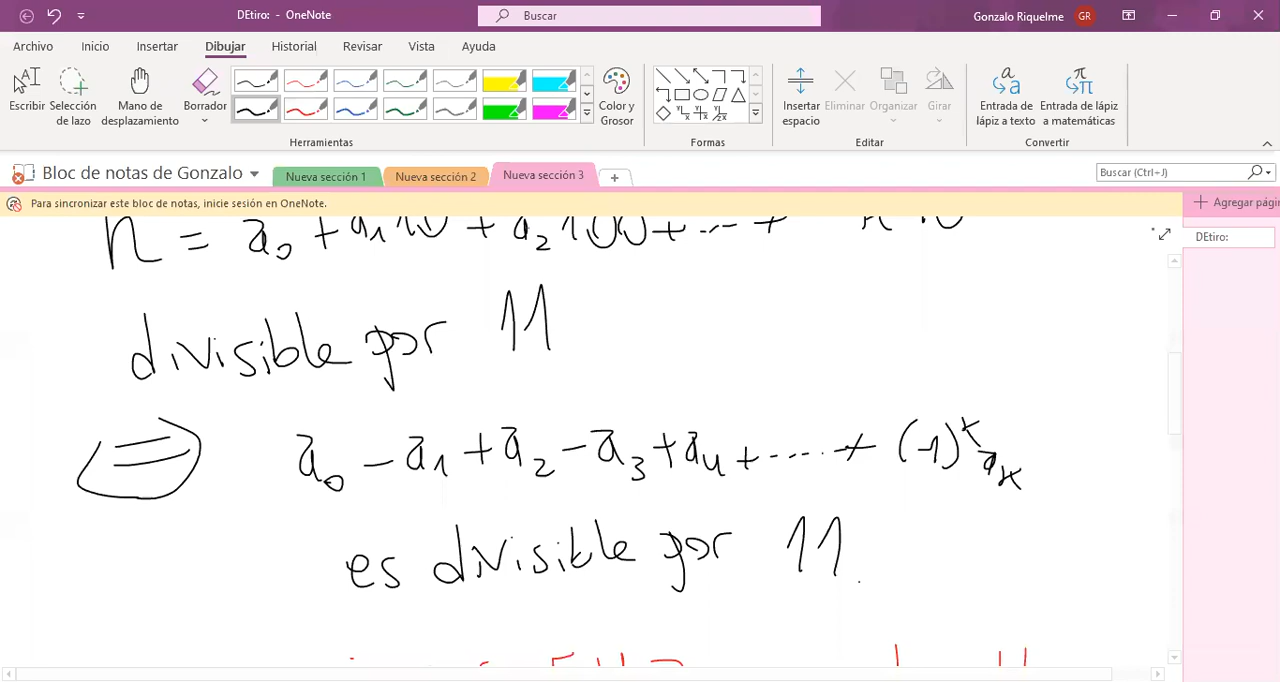 DEtiro: - OneNote
Buscar
Gonzalo Riquelme GR
Archivo Inicio Insertar Dibujar Historial Revisar Vista Ayuda
Escribir Selección de lazo Mano de desplazamiento Borrador Color y Grosor Insertar espacio Eliminar Organizar Girar Entrada de lápiz a texto Entrada de lápiz a matemáticas
Herramientas Formas Editar Convertir
Bloc de notas de Gonzalo Nueva sección 1 Nueva sección 2 Nueva sección 3 Buscar (Ctrl+J)
Para sincronizar este bloc de notas, inicie sesión en OneNote. Agregar págin
DEtiro:
n = a₀ + a₁10 + a₂100 + ... +
divisible por 11
⇔ a₀ - a₁ + a₂ - a₃ + a₄ + ..... + (-1)ᵏ aₖ
es divisible por 11.